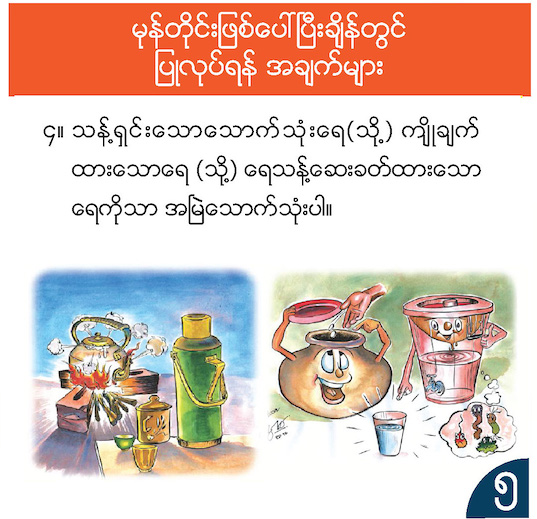 မုန်တိုင်းဖြစ်ပေါ်ပြီးချိန်တွင်
ပြုလုပ်ရန် အချက်များ
၄။ သန့်ရှင်းသောသောက်သုံးရေ(သို့) ကျိုချက်
ထားသောရေ (သို့) ရေသန့်ဆေးခတ်ထားသော
ရေကိုသာ အမြဲသောက်သုံးပါ။
၅